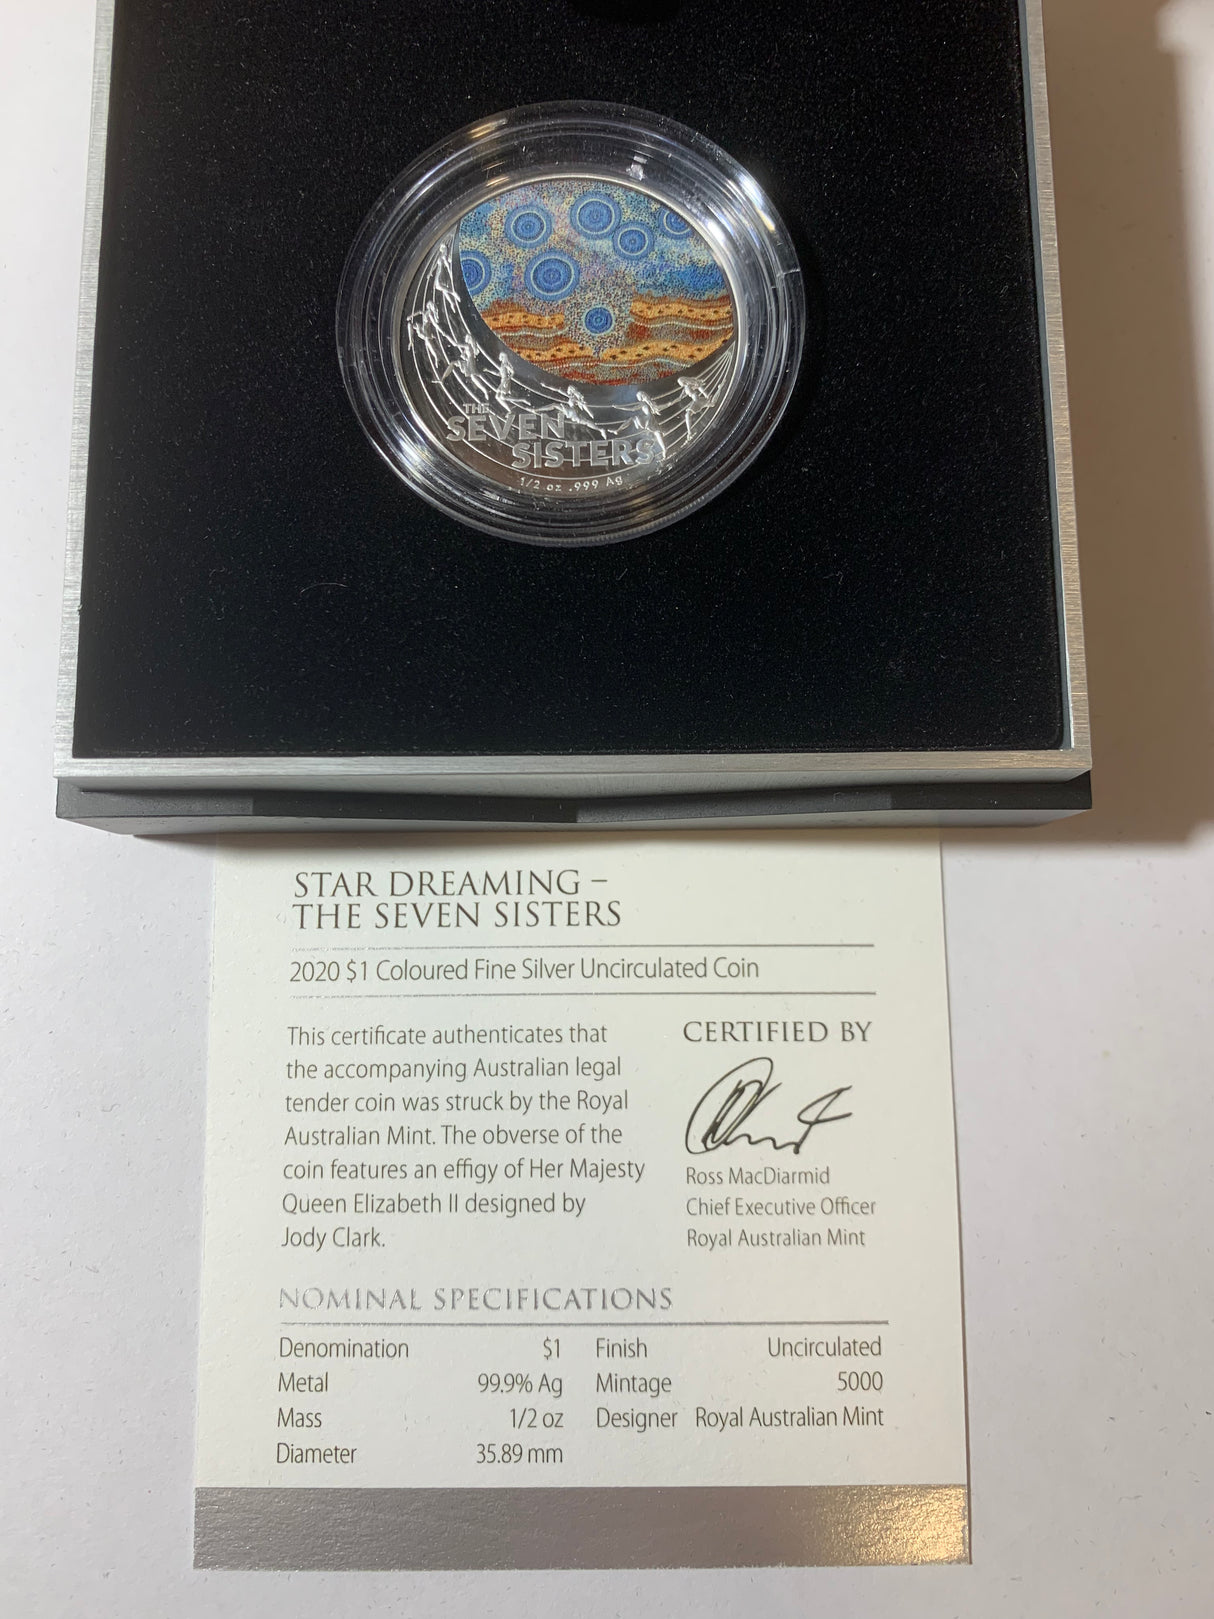 THE
SEVEN
SISTERS
1/2 oz .999 Ag
STAR DREAMING –
THE SEVEN SISTERS
2020 $1 Coloured Fine Silver Uncirculated Coin
This certificate authenticates that
the accompanying Australian legal
tender coin was struck by the Royal
Australian Mint. The obverse of the
coin features an effigy of Her Majesty
Queen Elizabeth II designed by
Jody Clark.
CERTIFIED BY
Ross MacDiarmid
Chief Executive Officer
Royal Australian Mint
NOMINAL SPECIFICATIONS
Denomination $1 Finish Uncirculated
Metal 99.9% Ag Mintage 5000
Mass 1/2 oz Designer Royal Australian Mint
Diameter 35.89 mm